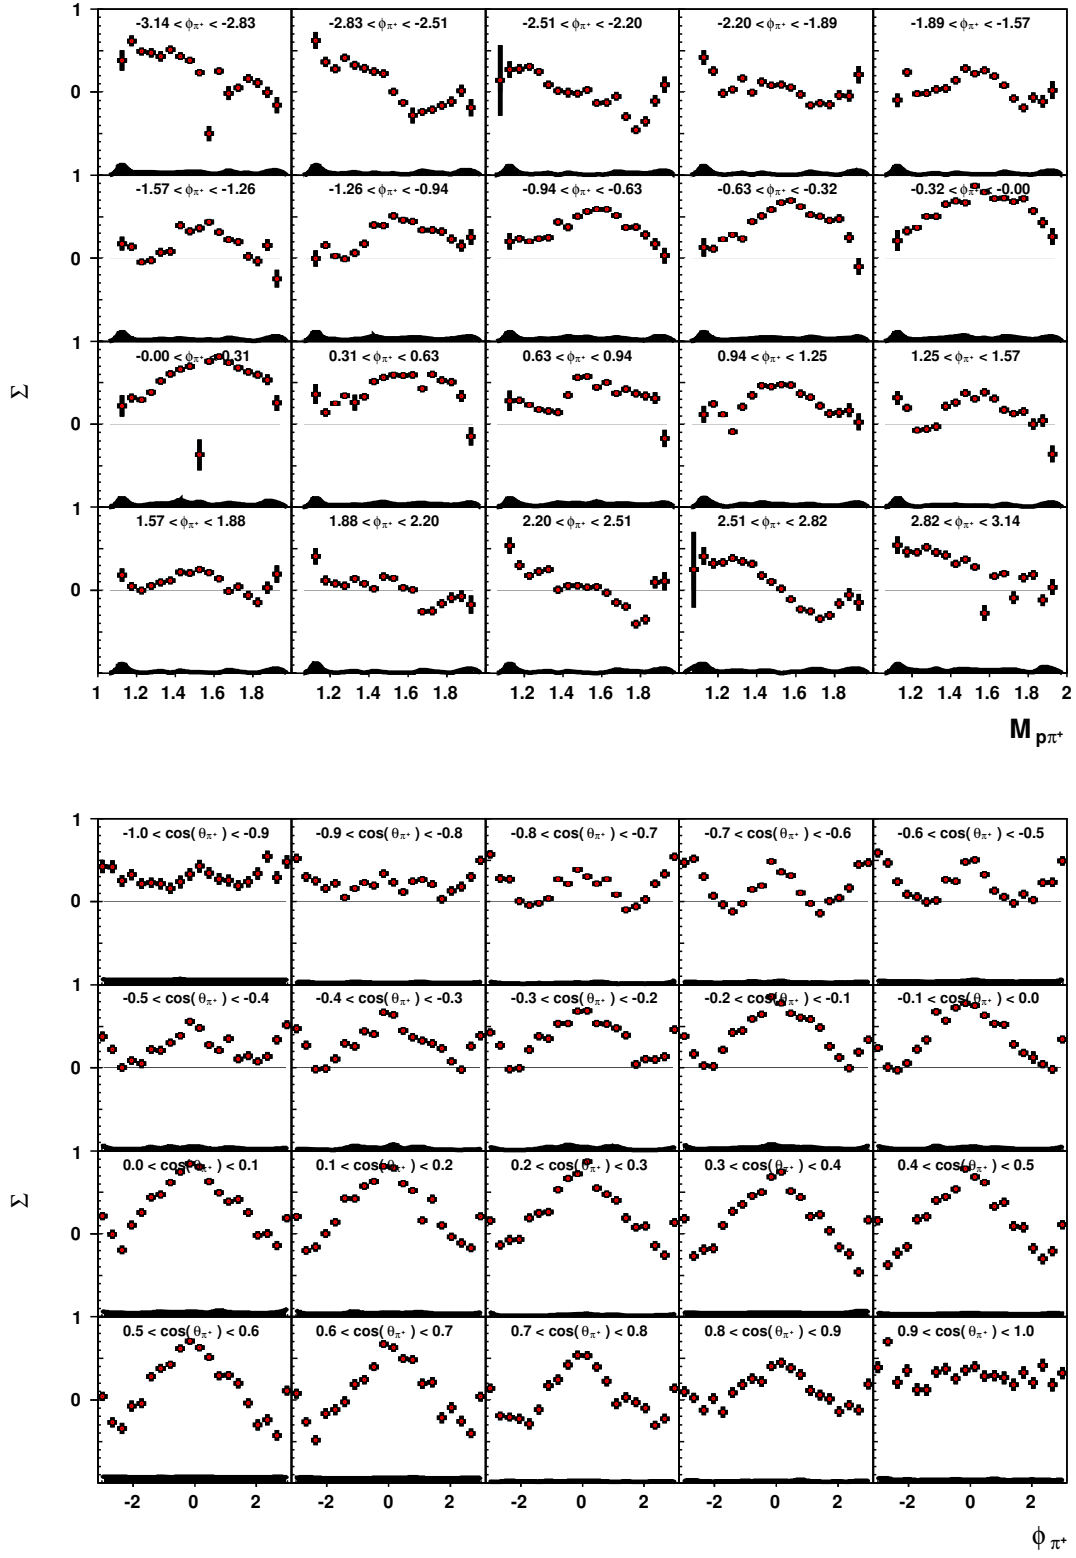 1
-3.14 < ϕπ+ < -2.83
-2.83 < ϕπ+ < -2.51
-2.51 < ϕπ+ < -2.20
-2.20 < ϕπ+ < -1.89
-1.89 < ϕπ+ < -1.57
0
1
-1.57 < ϕπ+ < -1.26
-1.26 < ϕπ+ < -0.94
-0.94 < ϕπ+ < -0.63
-0.63 < ϕπ+ < -0.32
-0.32 < ϕπ+ < -0.00
0
1
-0.00 < ϕπ+ < 0.31
0.31 < ϕπ+ < 0.63
0.63 < ϕπ+ < 0.94
0.94 < ϕπ+ < 1.25
1.25 < ϕπ+ < 1.57
Σ
0
1
1.57 < ϕπ+ < 1.88
1.88 < ϕπ+ < 2.20
2.20 < ϕπ+ < 2.51
2.51 < ϕπ+ < 2.82
2.82 < ϕπ+ < 3.14
0
1 1.2 1.4 1.6 1.8 1.2 1.4 1.6 1.8 1.2 1.4 1.6 1.8 1.2 1.4 1.6 1.8 1.2 1.4 1.6 1.8 2
M pπ+
1
-1.0 < cos(θπ+) < -0.9
-0.9 < cos(θπ+) < -0.8
-0.8 < cos(θπ+) < -0.7
-0.7 < cos(θπ+) < -0.6
-0.6 < cos(θπ+) < -0.5
0
1
-0.5 < cos(θπ+) < -0.4
-0.4 < cos(θπ+) < -0.3
-0.3 < cos(θπ+) < -0.2
-0.2 < cos(θπ+) < -0.1
-0.1 < cos(θπ+) < 0.0
0
1
0.0 < cos(θπ+) < 0.1
0.1 < cos(θπ+) < 0.2
0.2 < cos(θπ+) < 0.3
0.3 < cos(θπ+) < 0.4
0.4 < cos(θπ+) < 0.5
Σ
0
1
0.5 < cos(θπ+) < 0.6
0.6 < cos(θπ+) < 0.7
0.7 < cos(θπ+) < 0.8
0.8 < cos(θπ+) < 0.9
0.9 < cos(θπ+) < 1.0
0
-2 0 2 -2 0 2 -2 0 2 -2 0 2 -2 0 2
ϕ π+